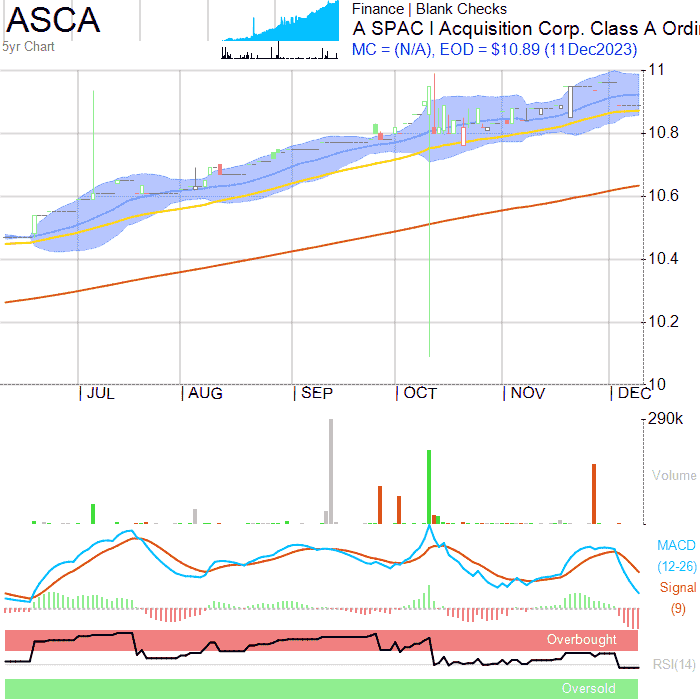 ASCA
5yr Chart
Finance | Blank Checks
A SPAC I Acquisition Corp. Class A Ordi
MC = (N/A), EOD = $10.89 (11Dec2023)
11
10.8
10.6
10.4
10.2
10
JUL
AUG
SEP
OCT
NOV
DEC
290k
Volume
MACD
(12-26)
Signal
(9)
Overbought
RSI(14)
Oversold